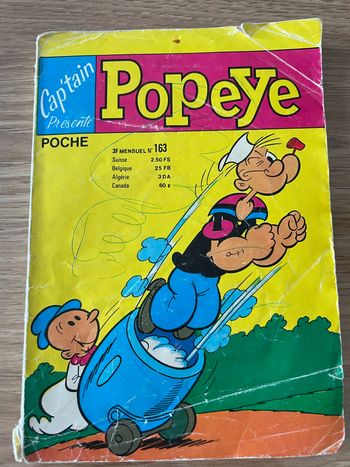 Cap'tain
Présente
Popeye
POCHE
3F MENSUEL N° 163
Suisse 2.50 FS
Belgique 25 FB
Algérie 3 DA
Canada 60 ¢